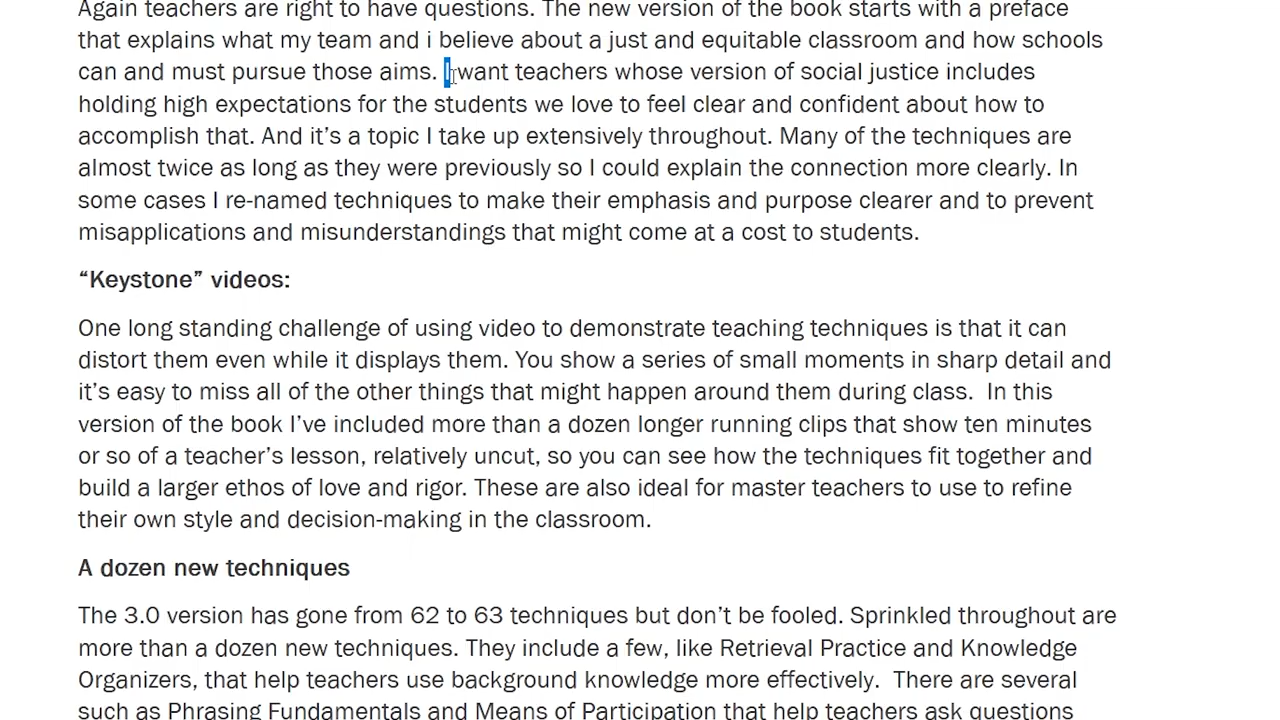 Again teachers are right to have questions. The new version of the book starts with a preface
that explains what my team and i believe about a just and equitable classroom and how schools
can and must pursue those aims. I want teachers whose version of social justice includes
holding high expectations for the students we love to feel clear and confident about how to
accomplish that. And it’s a topic I take up extensively throughout. Many of the techniques are
almost twice as long as they were previously so I could explain the connection more clearly. In
some cases I re-named techniques to make their emphasis and purpose clearer and to prevent
misapplications and misunderstandings that might come at a cost to students.
“Keystone” videos:
One long standing challenge of using video to demonstrate teaching techniques is that it can
distort them even while it displays them. You show a series of small moments in sharp detail and
it’s easy to miss all of the other things that might happen around them during class.  In this
version of the book I’ve included more than a dozen longer running clips that show ten minutes
or so of a teacher’s lesson, relatively uncut, so you can see how the techniques fit together and
build a larger ethos of love and rigor. These are also ideal for master teachers to use to refine
their own style and decision-making in the classroom.
A dozen new techniques
The 3.0 version has gone from 62 to 63 techniques but don’t be fooled. Sprinkled throughout are
more than a dozen new techniques. They include a few, like Retrieval Practice and Knowledge
Organizers, that help teachers use background knowledge more effectively.  There are several
such as Phrasing Fundamentals and Means of Participation that help teachers ask questions